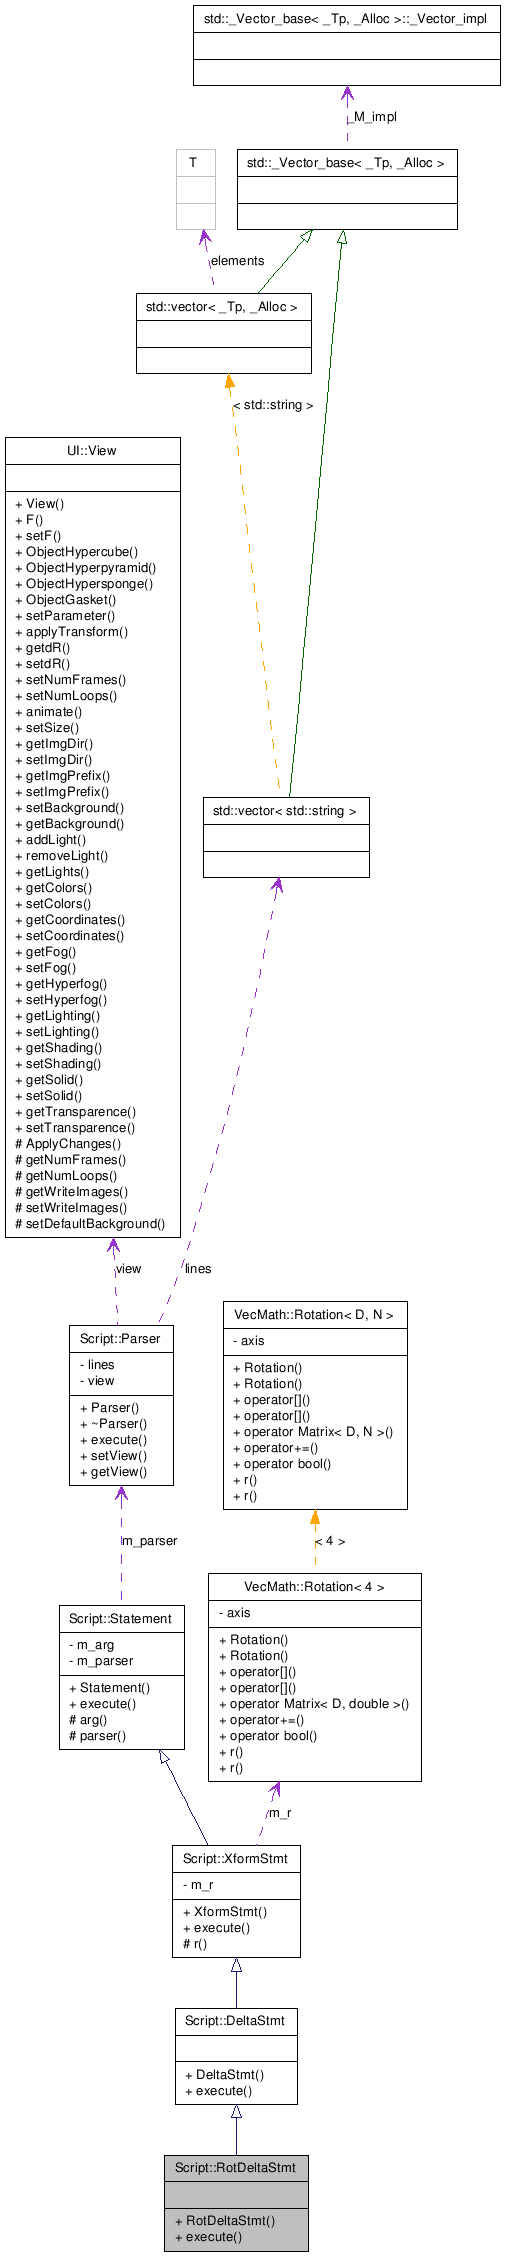 std::_Vector_base< _Tp, _Alloc >::_Vector_impl
_M_impl
T
std::_Vector_base< _Tp, _Alloc >
elements
std::vector< _Tp, _Alloc >
< std::string >
UI::View
+ View()
+ F()
+ setF()
+ ObjectHypercube()
+ ObjectHyperpyramid()
+ ObjectHypersponge()
+ ObjectGasket()
+ setParameter()
+ applyTransform()
+ getdR()
+ setdR()
+ setNumFrames()
+ setNumLoops()
+ animate()
+ setSize()
+ getImgDir()
+ setImgDir()
+ getImgPrefix()
+ setImgPrefix()
+ setBackground()
+ getBackground()
+ addLight()
+ removeLight()
+ getLights()
+ getColors()
+ setColors()
+ getCoordinates()
+ setCoordinates()
+ getFog()
+ setFog()
+ getHyperfog()
+ setHyperfog()
+ getLighting()
+ setLighting()
+ getShading()
+ setShading()
+ getSolid()
+ setSolid()
+ getTransparence()
+ setTransparence()
# ApplyChanges()
# getNumFrames()
# getNumLoops()
# getWriteImages()
# setWriteImages()
# setDefaultBackground()
std::vector< std::string >
view
lines
Script::Parser
- lines
- view
+ Parser()
+ ~Parser()
+ execute()
+ setView()
+ getView()
VecMath::Rotation< D, N >
- axis
+ Rotation()
+ Rotation()
+ operator[]()
+ operator[]()
+ operator Matrix< D, N >()
+ operator+=()
+ operator bool()
+ r()
+ r()
m_parser
< 4 >
Script::Statement
- m_arg
- m_parser
+ Statement()
+ execute()
# arg()
# parser()
VecMath::Rotation< 4 >
- axis
+ Rotation()
+ Rotation()
+ operator[]()
+ operator[]()
+ operator Matrix< D, double >()
+ operator+=()
+ operator bool()
+ r()
+ r()
m_r
Script::XformStmt
- m_r
+ XformStmt()
+ execute()
# r()
Script::DeltaStmt
+ DeltaStmt()
+ execute()
Script::RotDeltaStmt
+ RotDeltaStmt()
+ execute()